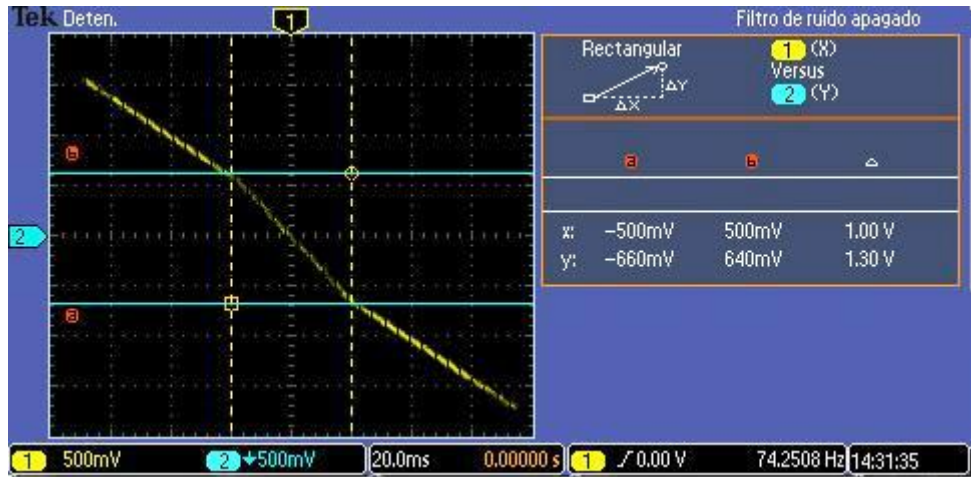 Tek Deten. 1 Filtro de ruido apagado
Rectangular 1 (X)
Versus
ΔY 2 (Y)
ΔX
b
a b Δ
2
x: -500mV 500mV 1.00 V
y: -660mV 640mV 1.30 V
a
1 500mV 2 500mV 20.0ms 0.00000 s 1 0.00 V 74.2508 Hz 14:31:35